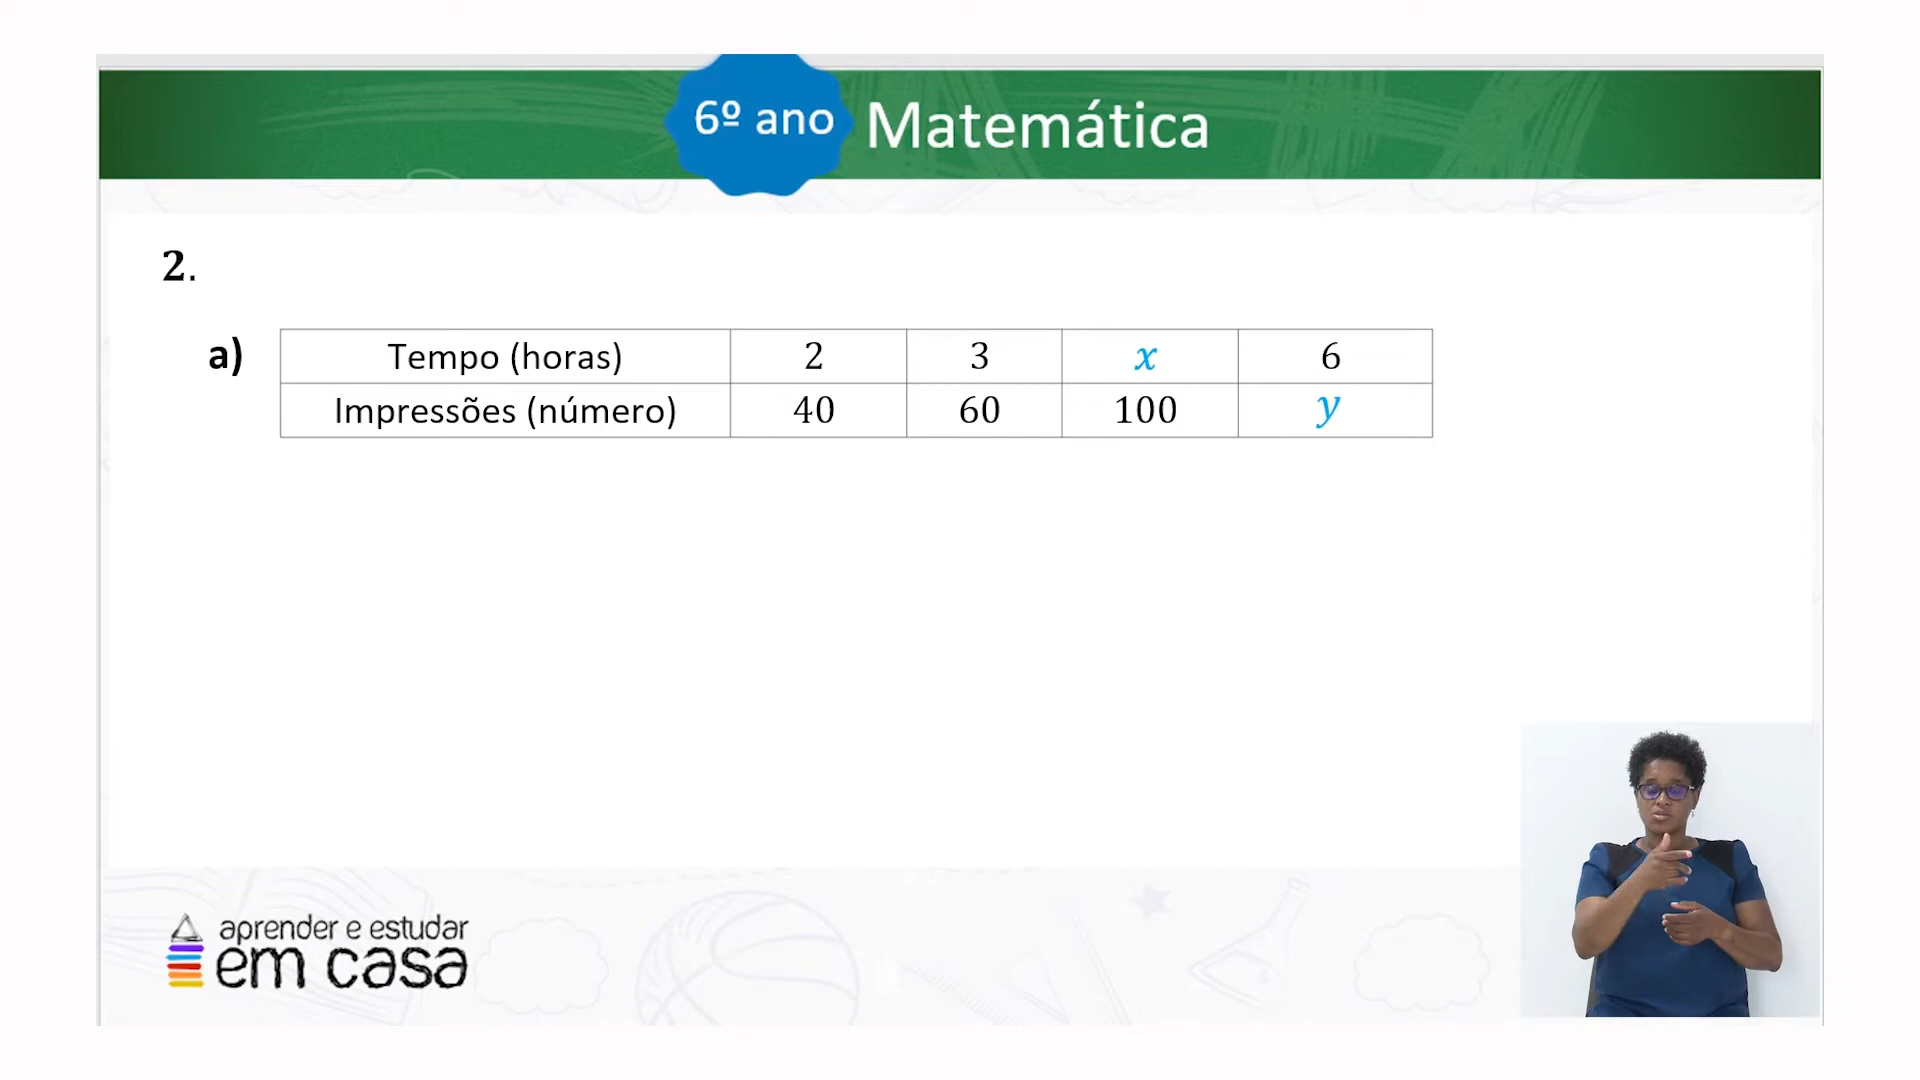 6º ano Matemática
2.
a) Tempo (horas) 2 3 x 6
Impressões (número) 40 60 100 y
aprender e estudar
em casa